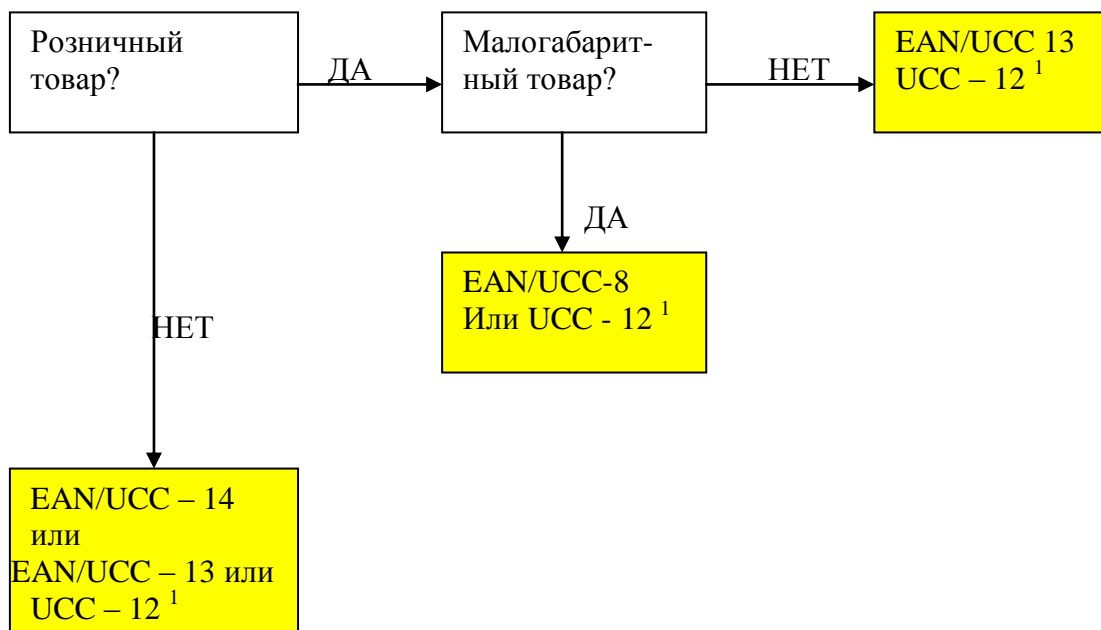 Розничный
товар?
ДА
Малогабарит-
ный товар?
НЕТ
EAN/UCC 13
UCC – 12 ¹
ДА
EAN/UCC-8
Или UCC - 12 ¹
НЕТ
EAN/UCC – 14
или
EAN/UCC – 13 или
UCC – 12 ¹